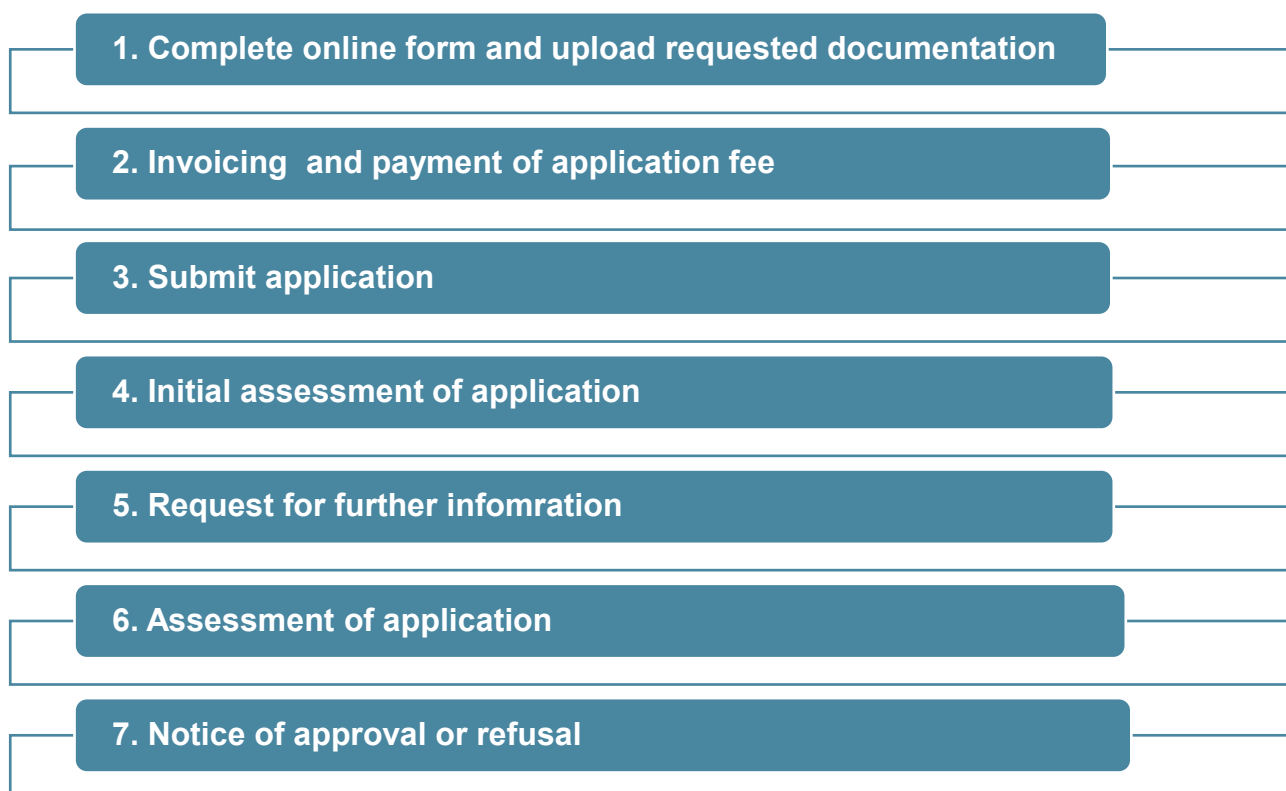 1. Complete online form and upload requested documentation
2. Invoicing  and payment of application fee
3. Submit application
4. Initial assessment of application
5. Request for further infomration
6. Assessment of application
7. Notice of approval or refusal